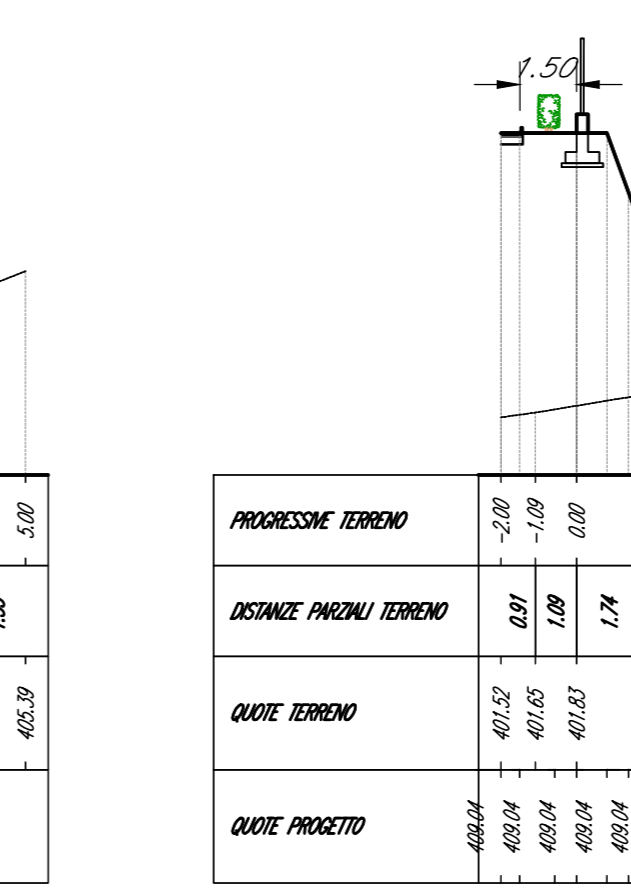 1.50
5.00
405.39
PROGRESSIVE TERRENO -2.00 -1.09 0.00
DISTANZE PARZIALI TERRENO 0.91 1.09 1.74
QUOTE TERRENO 401.52 401.65 401.83
QUOTE PROGETTO 409.04 409.04 409.04 409.04 409.04